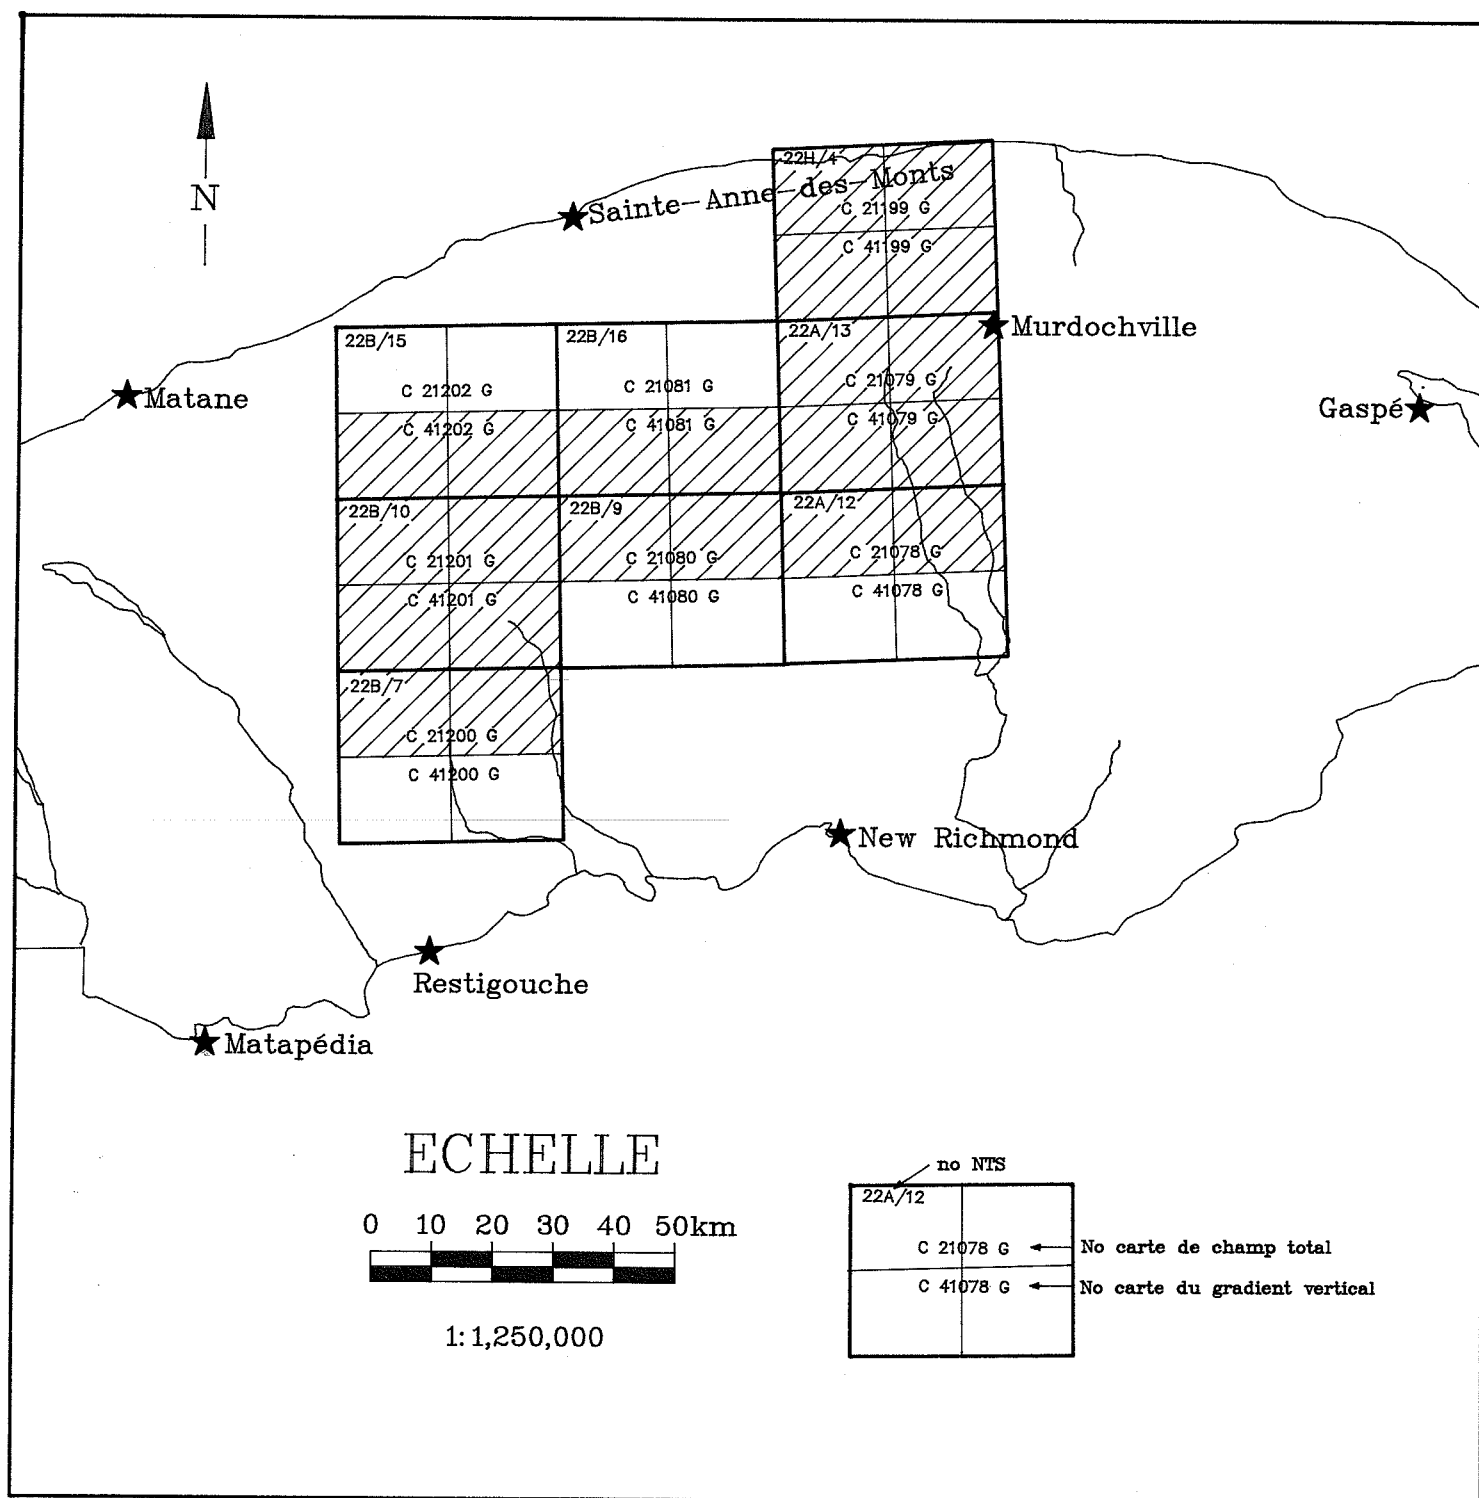 N
22H/4
Sainte-Anne-des-Monts
C 21199 G
C 41199 G
22B/15
22B/16
22A/13
Murdochville
Matane
C 21202 G
C 21081 G
C 21079 G
Gaspé
C 41202 G
C 41081 G
C 41079 G
22B/10
22B/9
22A/12
C 21201 G
C 21080 G
C 21078 G
C 41201 G
C 41080 G
C 41078 G
22B/7
C 21200 G
C 41200 G
New Richmond
Restigouche
Matapédia
ECHELLE
0 10 20 30 40 50km
1:1,250,000
no NTS
22A/12
C 21078 G No carte de champ total
C 41078 G No carte du gradient vertical